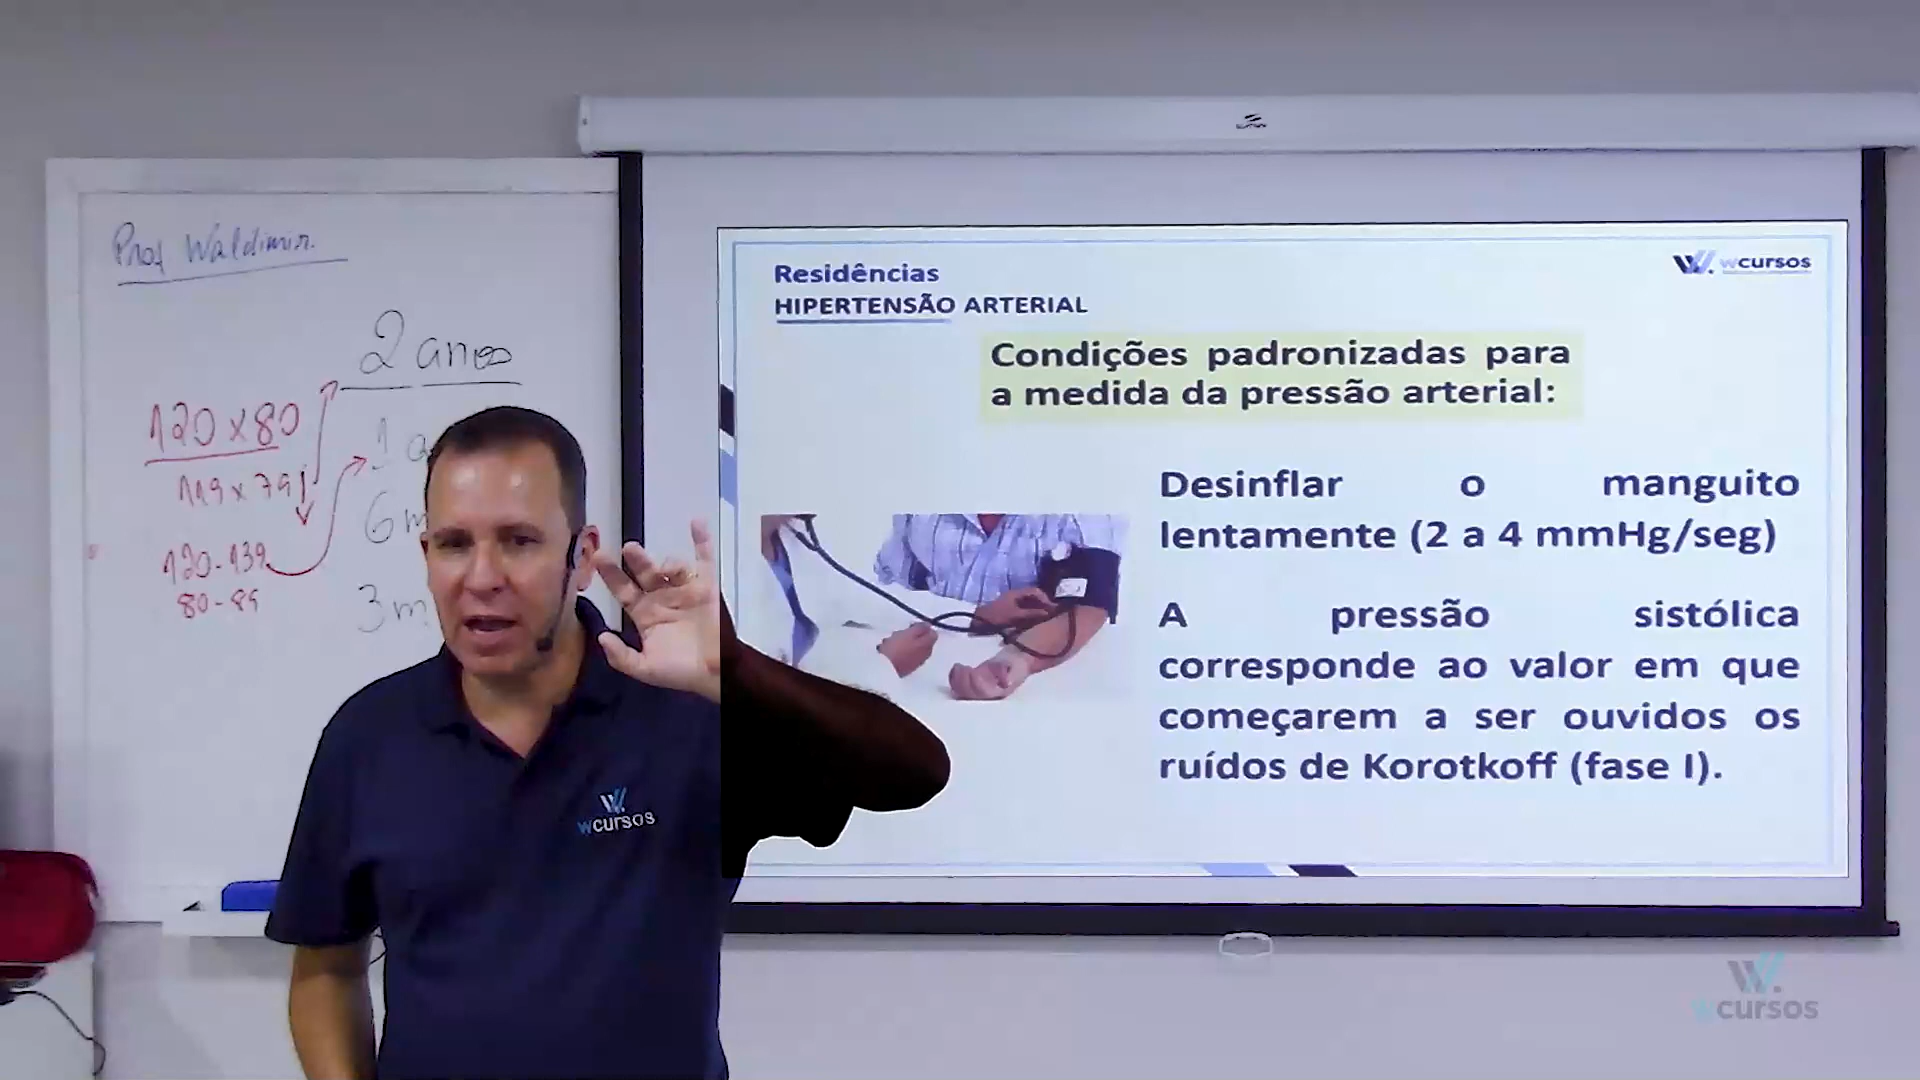 Prof Waldimir.
2 anos
120 x 80
119 x 79
1 a
6 m
120-139
80-89
3 m
Residências
HIPERTENSÃO ARTERIAL
wcursos
Condições padronizadas para
a medida da pressão arterial:
Desinflar o manguito
lentamente (2 a 4 mmHg/seg)
A pressão sistólica
corresponde ao valor em que
começarem a ser ouvidos os
ruídos de Korotkoff (fase I).
wcursos
wcursos